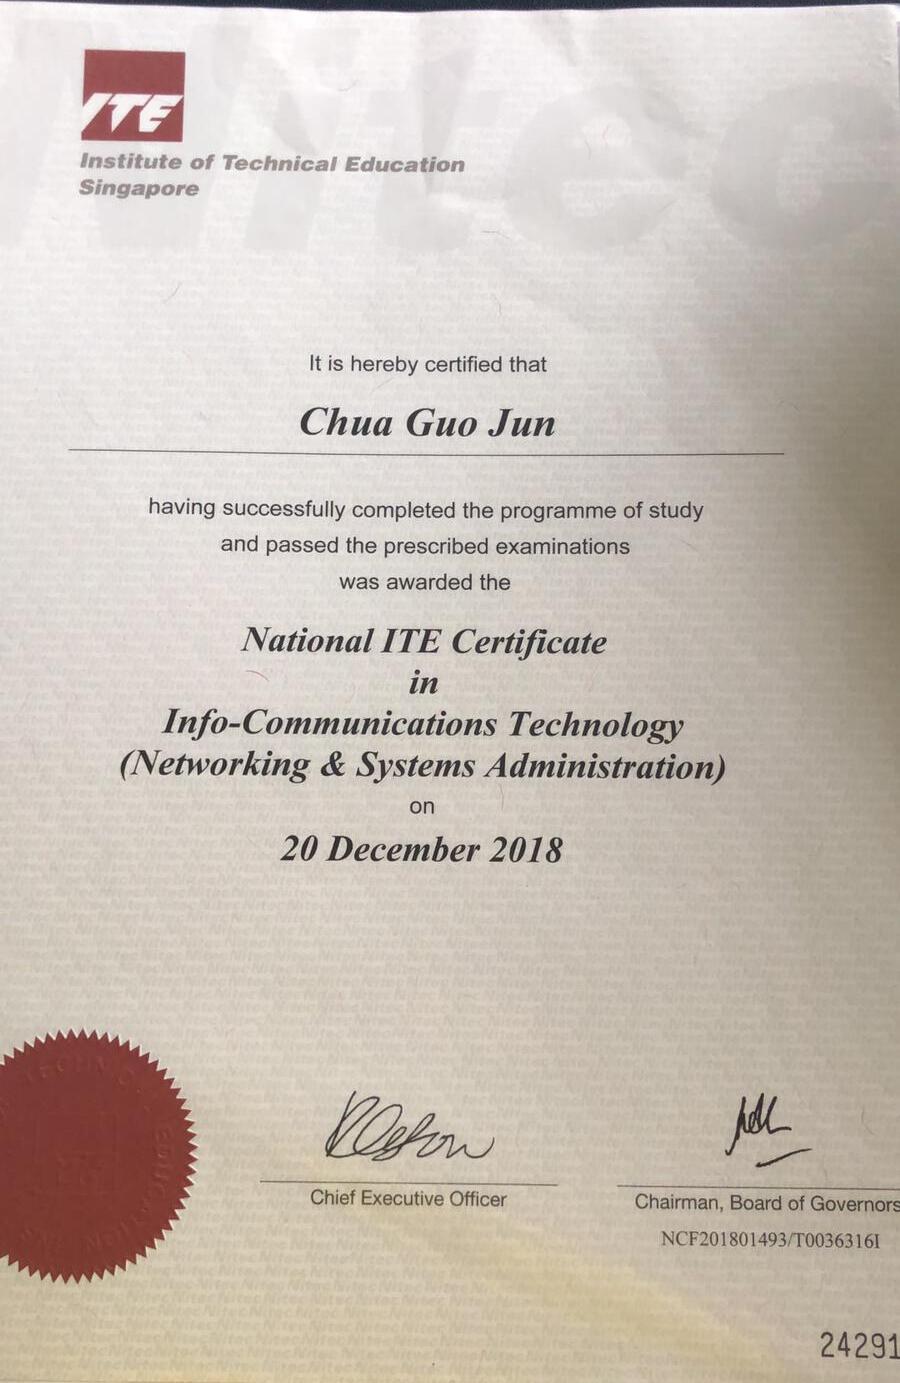 ITE
Institute of Technical Education
Singapore
Nitec
It is hereby certified that
Chua Guo Jun
having successfully completed the programme of study
and passed the prescribed examinations
was awarded the
National ITE Certificate
in
Info-Communications Technology
(Networking & Systems Administration)
on
20 December 2018
Chief Executive Officer
Chairman, Board of Governors
NCF201801493/T0036316I
24291